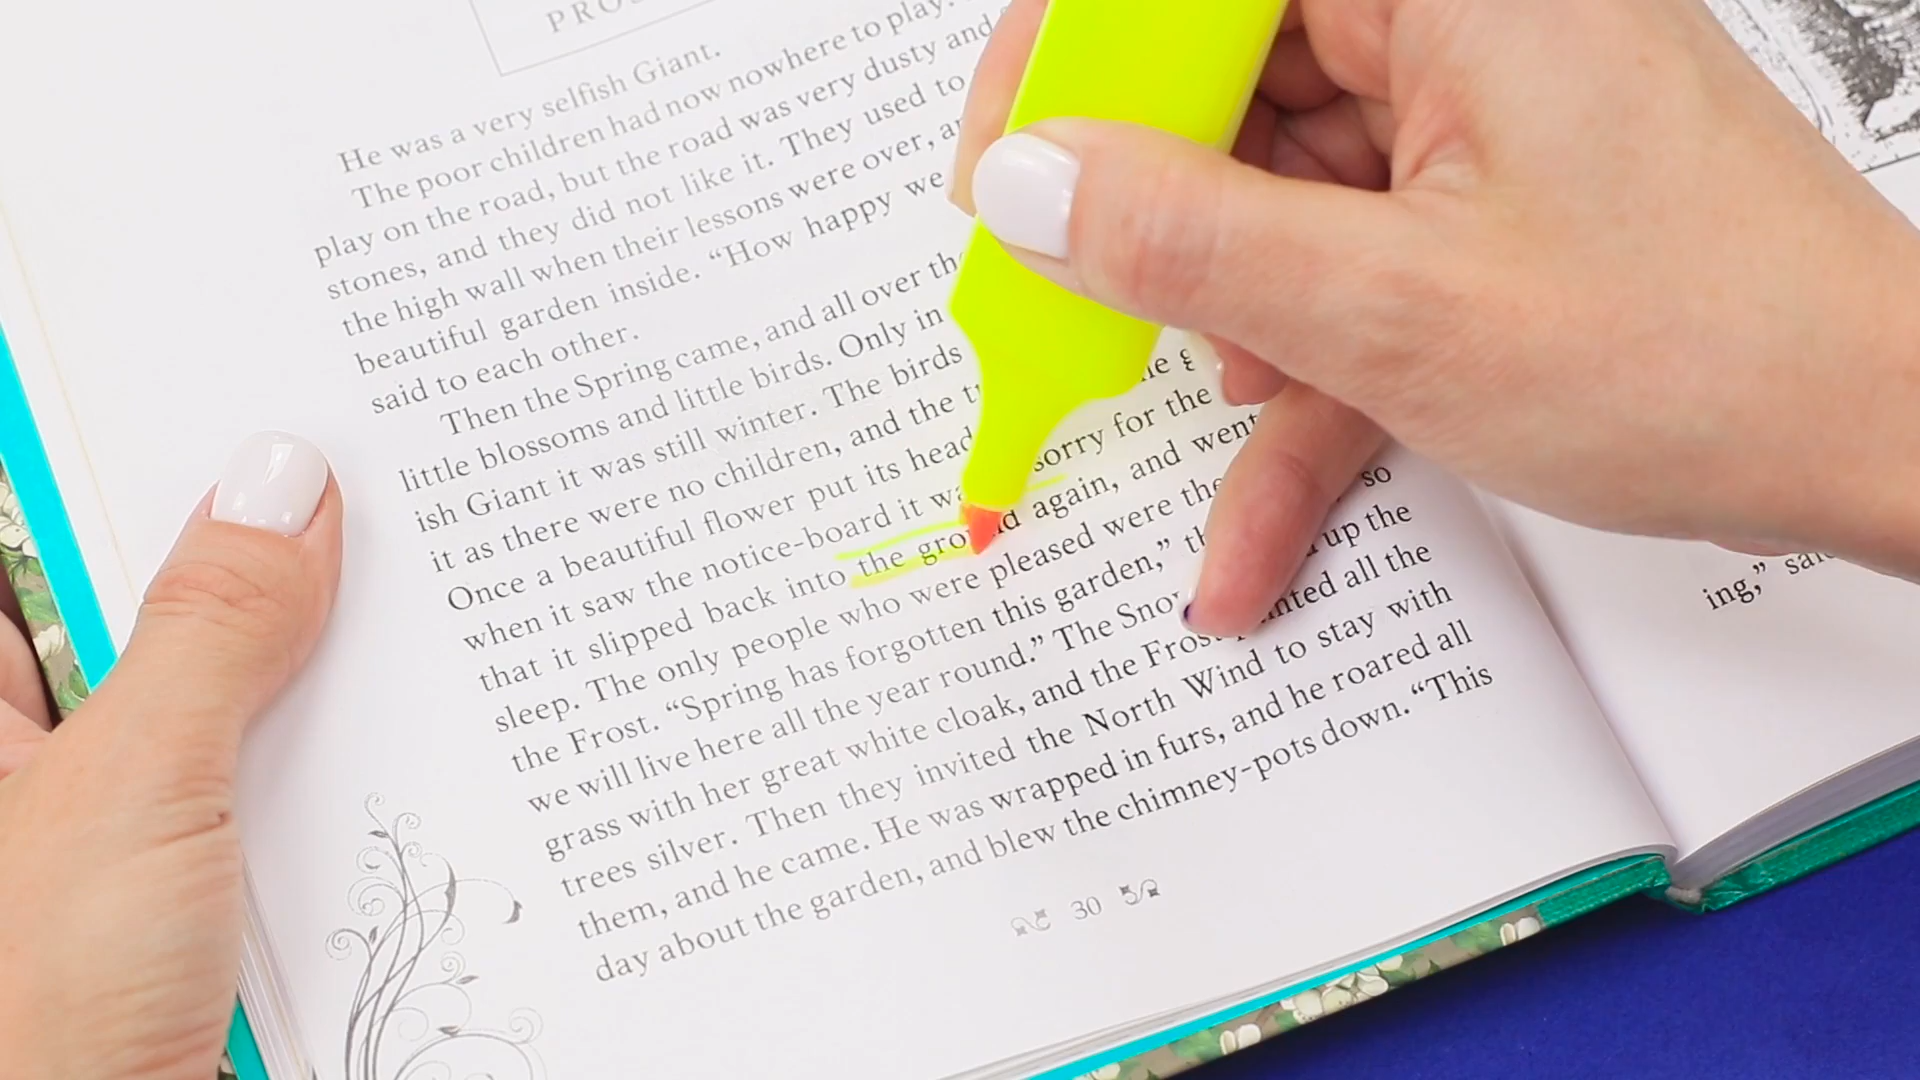 PRO
He was a very selfish Giant.
The poor children had now nowhere to play.
play on the road, but the road was very dusty and
stones, and they did not like it. They used to
the high wall when their lessons were over,
beautiful garden inside. “How happy we
said to each other.
Then the Spring came, and all over
little blossoms and little birds. Only in
ish Giant it was still winter. The birds
it as there were no children, and the
Once a beautiful flower put its head
when it saw the notice-board it sorry for the
that it slipped back into the ground again, and went
sleep. The only people who were pleased were the so
the Frost. “Spring has forgotten this garden,” up the
we will live here all the year round.” The Snow all the
grass with her great white cloak, and the Frost painted all the
trees silver. Then they invited the North Wind to stay with
them, and he came. He was wrapped in furs, and he roared all
day about the garden, and blew the chimney-pots down. “This
30
ing,”